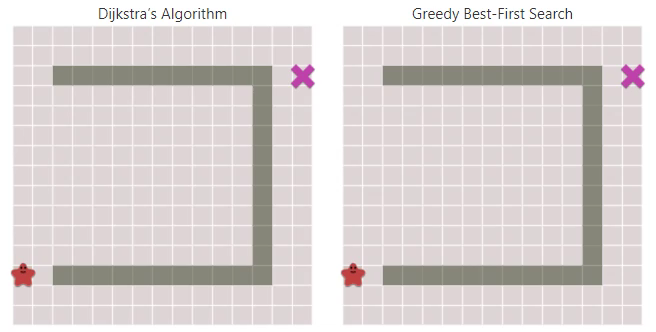 Dijkstra’s Algorithm
Greedy Best-First Search